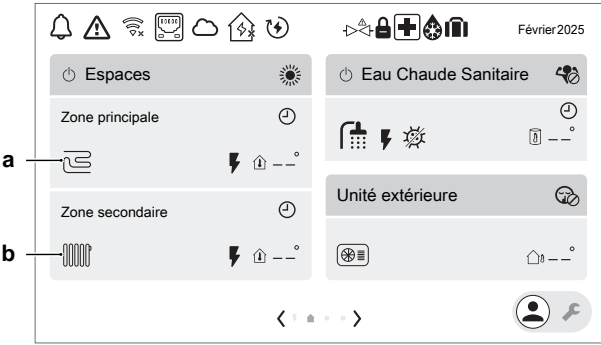 Février 2025
Espaces
Eau Chaude Sanitaire
Zone principale
a
--°
--°
Unité extérieure
Zone secondaire
b
--°
--°